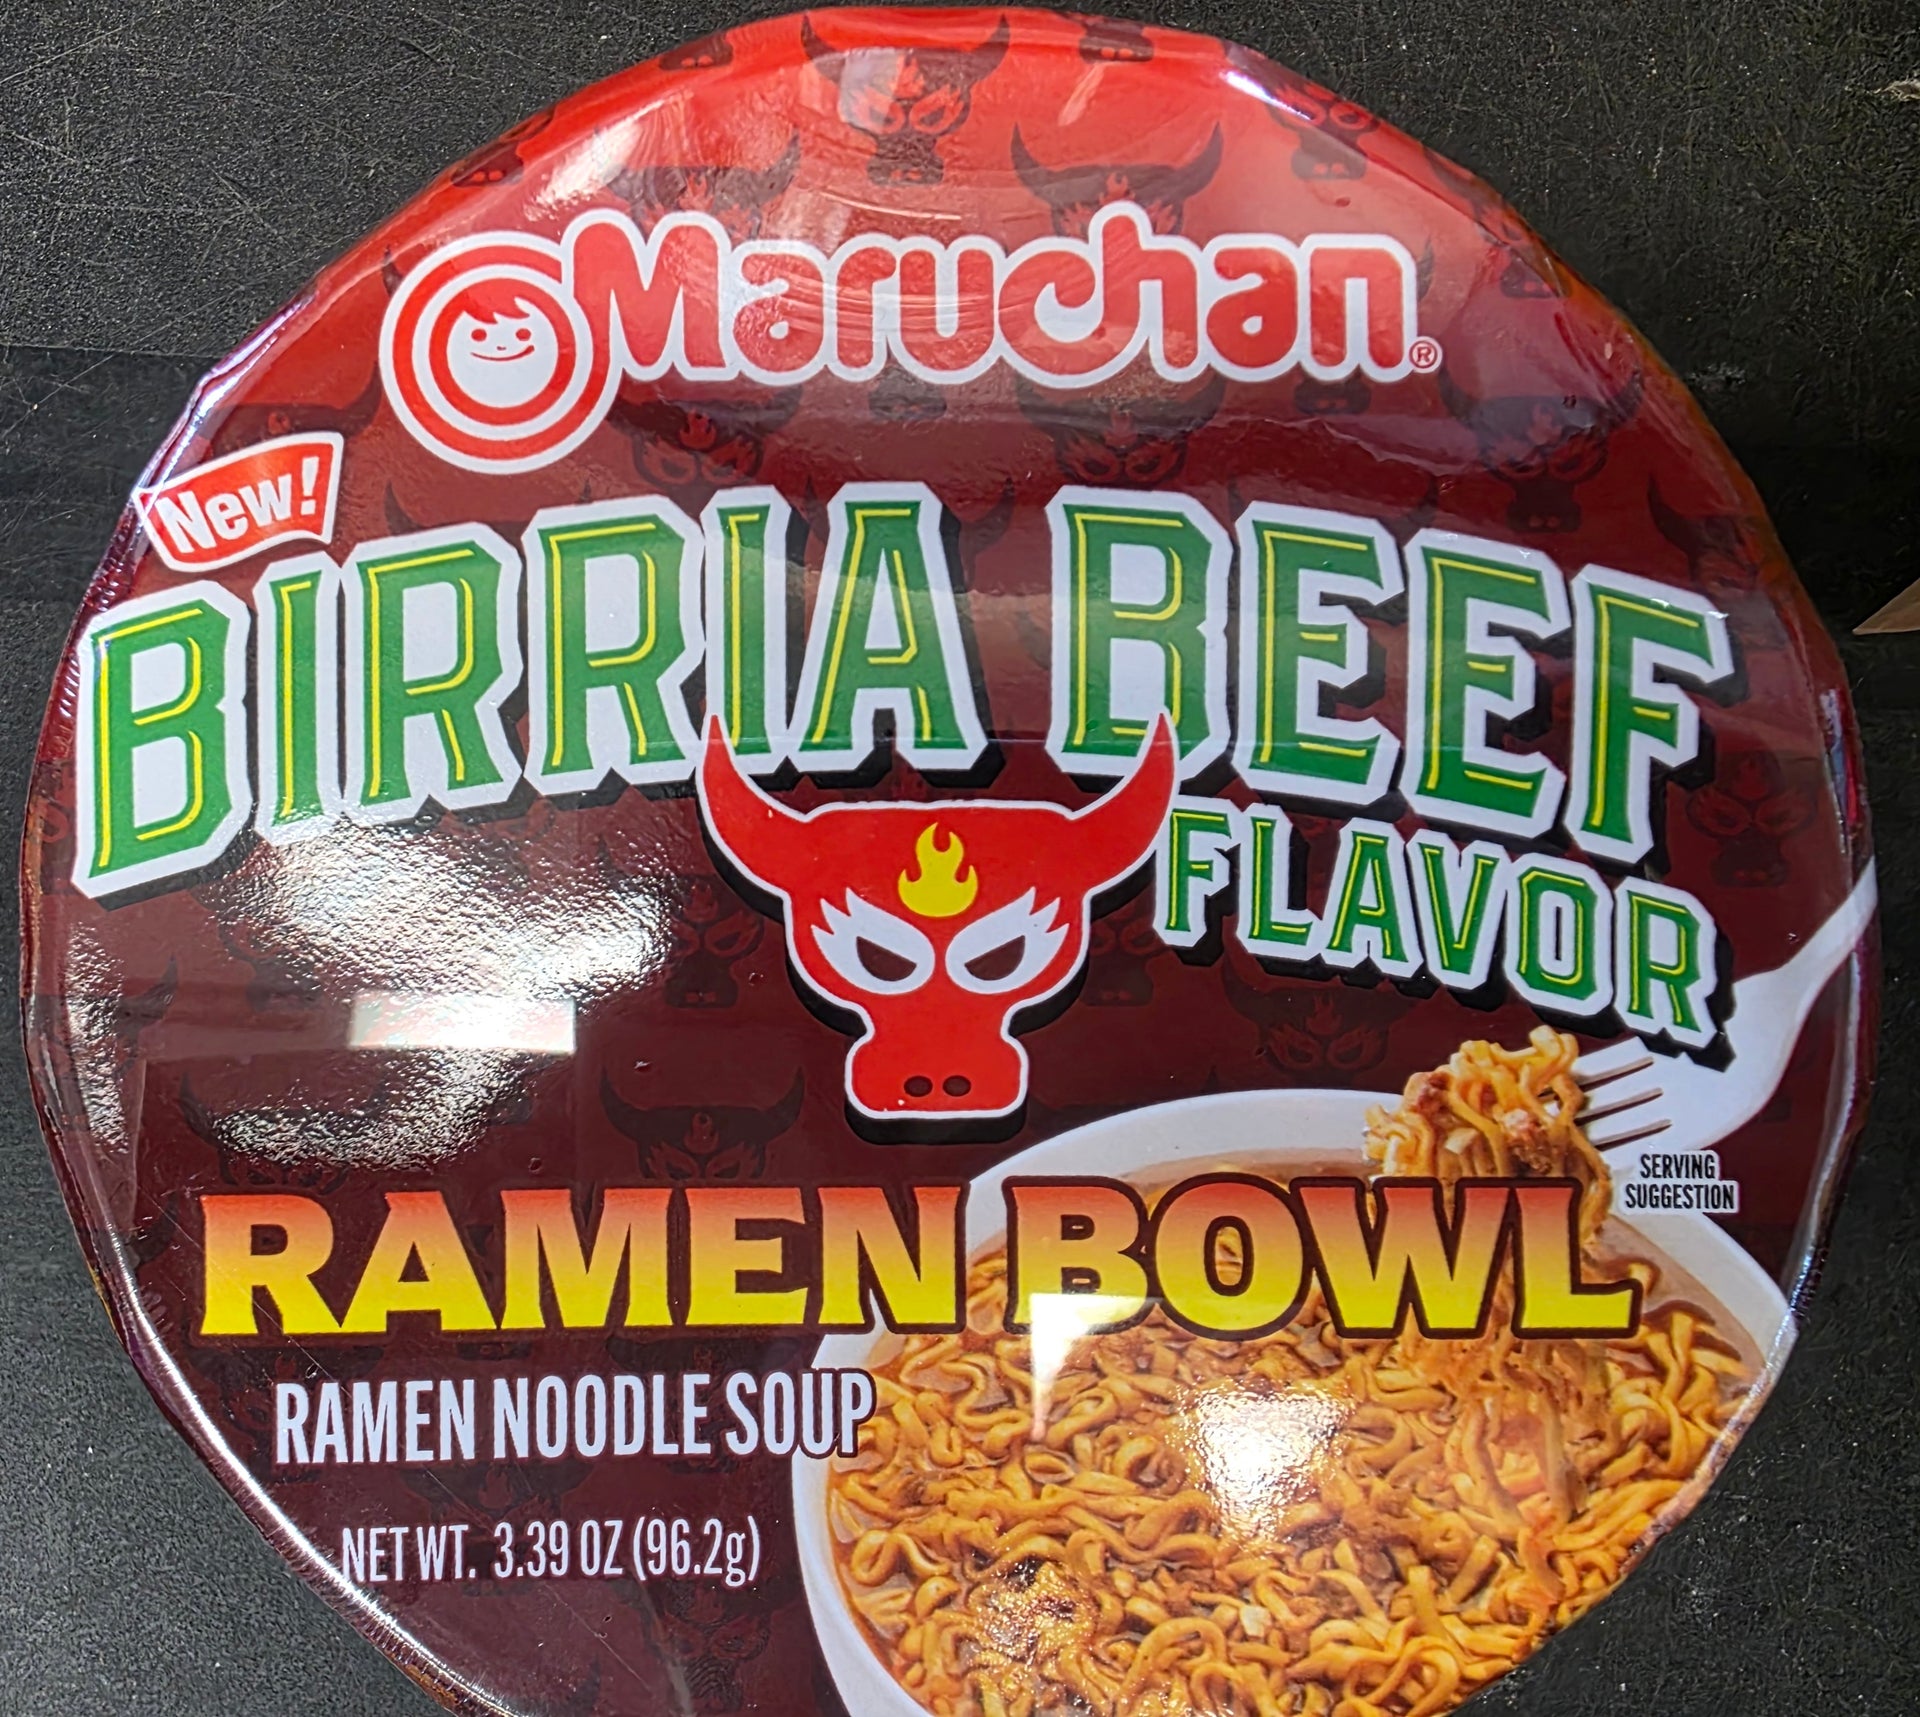 Maruchan®
New!
BIRRIA BEEF
FLAVOR
SERVING
SUGGESTION
RAMEN BOWL
RAMEN NOODLE SOUP
NET WT. 3.39 OZ (96.2g)